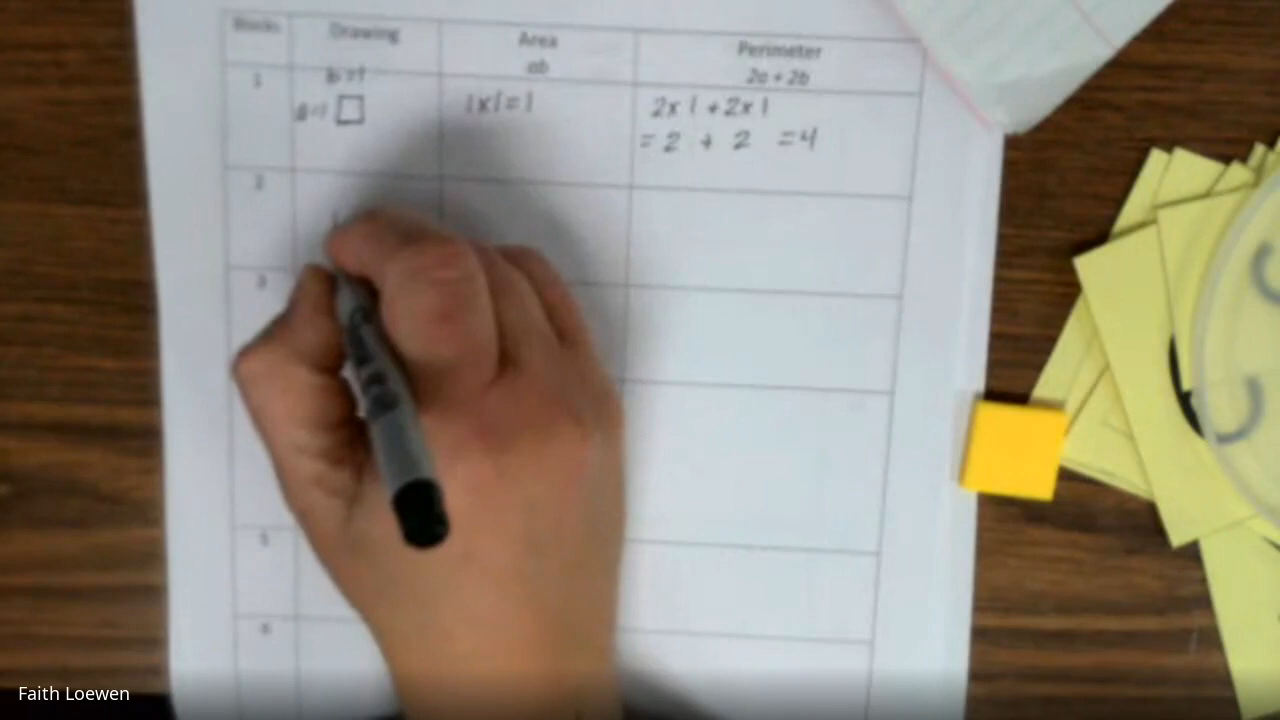 Blocks Drawing Area Perimeter
ab 2a + 2b
1 b=1
a=1 1x1=1 2x1+2x1
= 2 + 2 =4
2
3
5
6
Faith Loewen